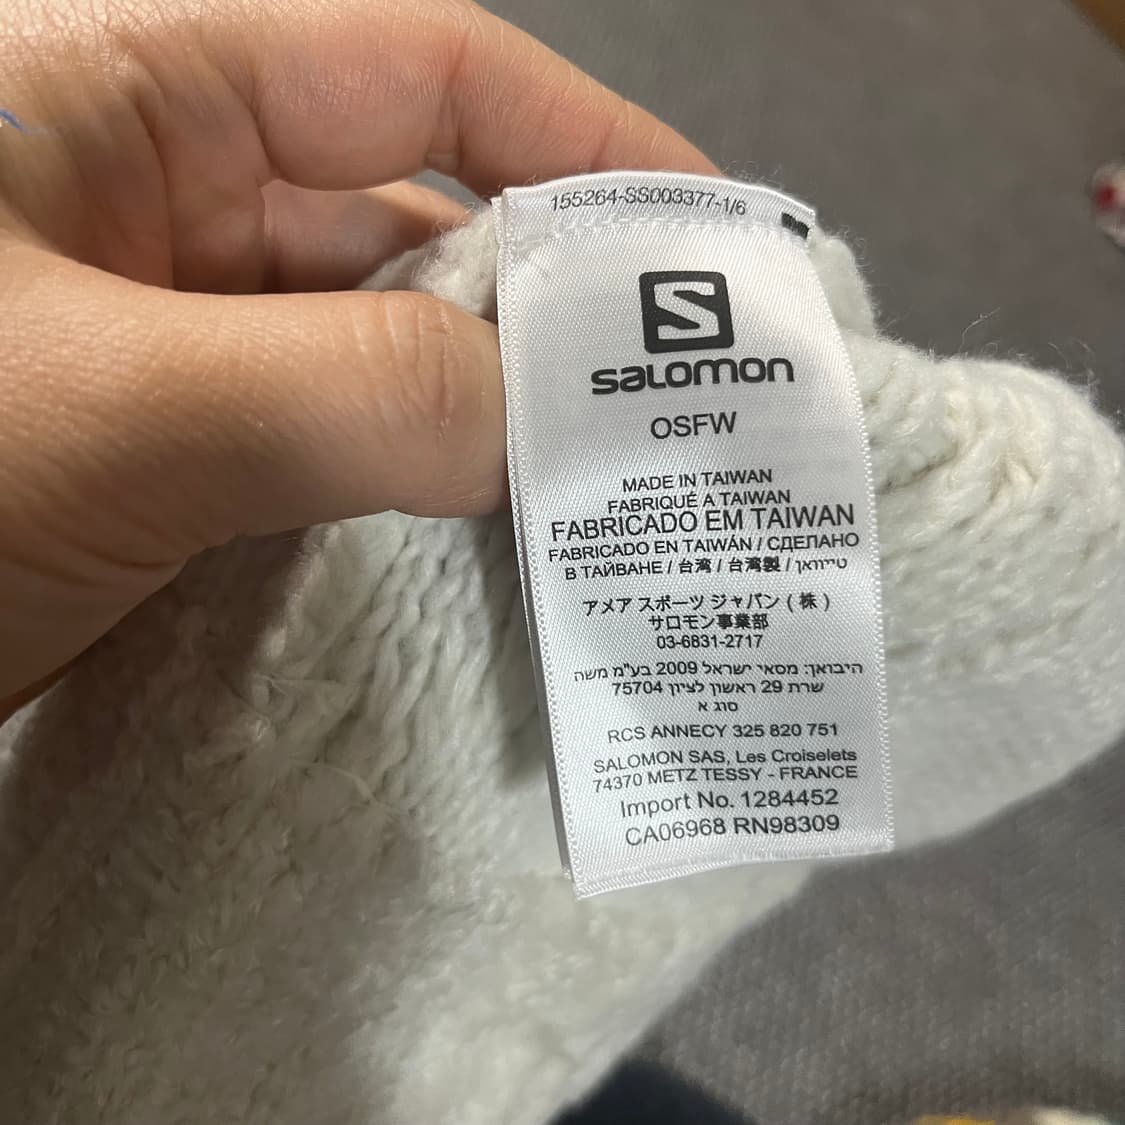 155264-SS003377-1/6
S
SALOMON
OSFW
MADE IN TAIWAN
FABRIQUÉ A TAIWAN
FABRICADO EM TAIWAN
FABRICADO EN TAIWÁN / СДЕЛАНО
В ТАЙВАНЕ / 台湾 / 台湾製 / טייוואן
アメア スポーツ ジャパン ( 株 )
サロモン事業部
03-6831-2717
היבואן: מסאי ישראל 2009 בע"מ משה
שרת 29 ראשון לציון 75704
סוג א
RCS ANNECY 325 820 751
SALOMON SAS, Les Croiselets
74370 METZ TESSY - FRANCE
Import No. 1284452
CA06968 RN98309